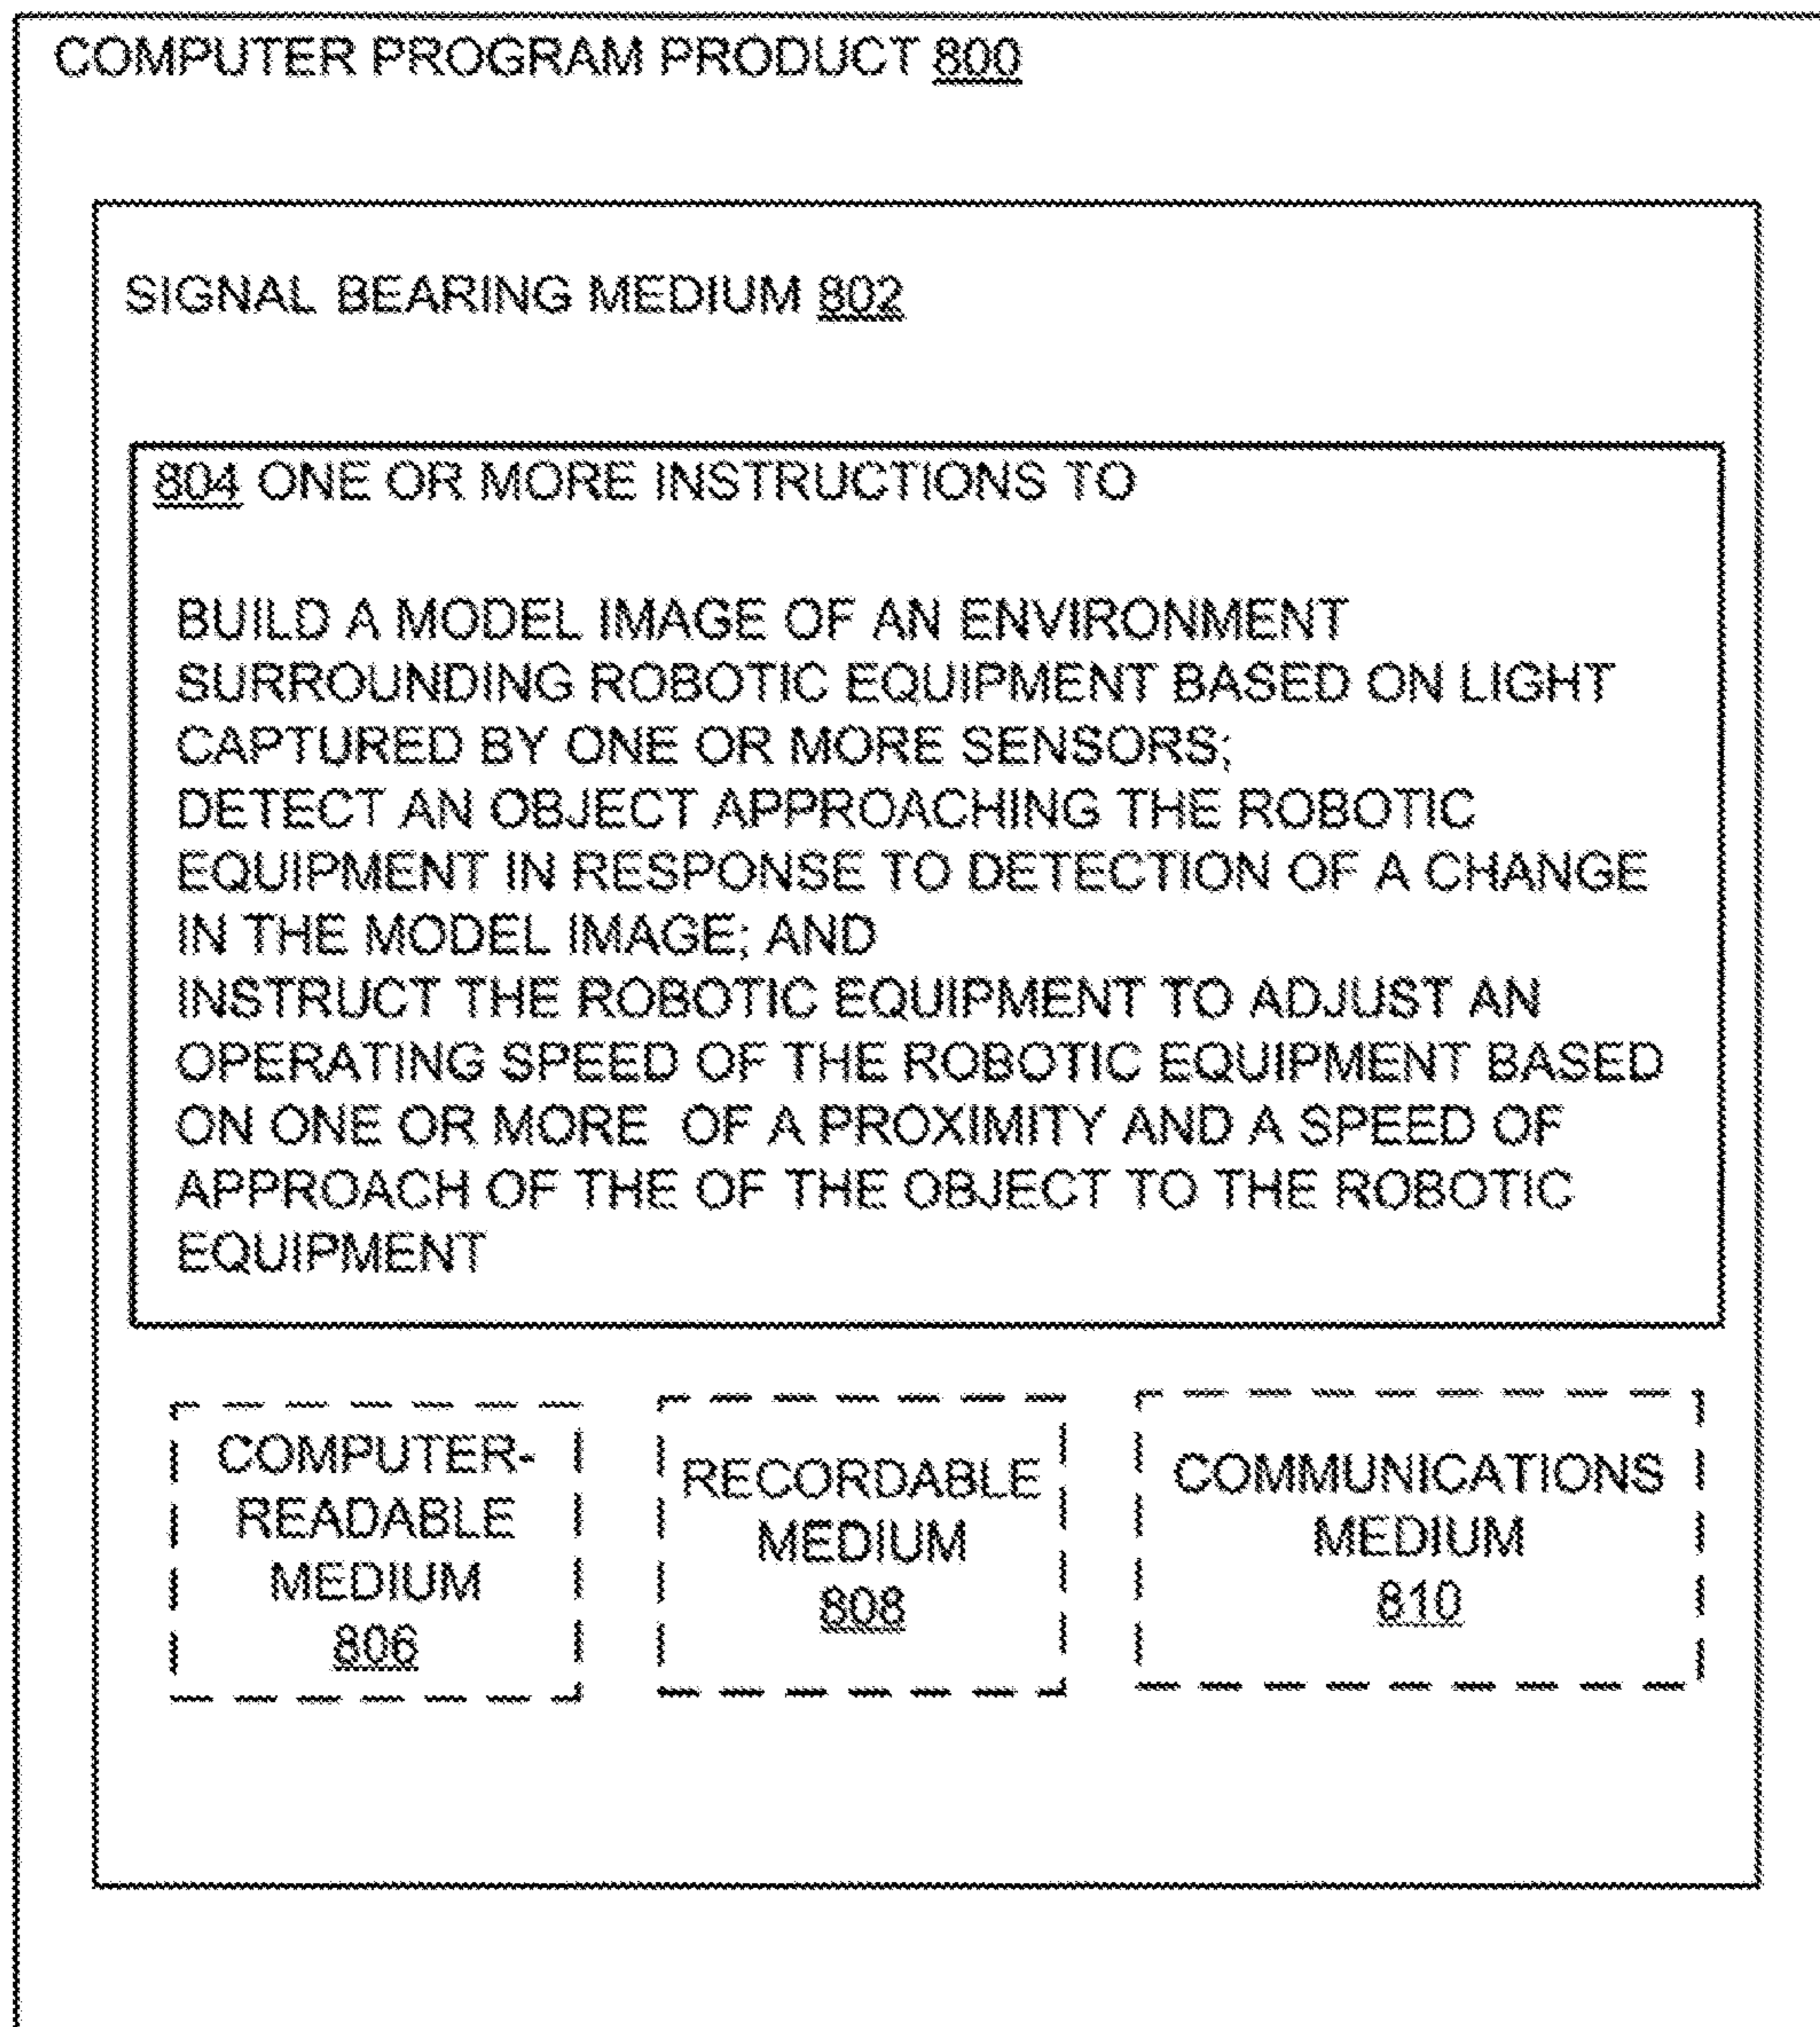 COMPUTER PROGRAM PRODUCT 800
SIGNAL BEARING MEDIUM 802
804 ONE OR MORE INSTRUCTIONS TO
BUILD A MODEL IMAGE OF AN ENVIRONMENT
SURROUNDING ROBOTIC EQUIPMENT BASED ON LIGHT
CAPTURED BY ONE OR MORE SENSORS;
DETECT AN OBJECT APPROACHING THE ROBOTIC
EQUIPMENT IN RESPONSE TO DETECTION OF A CHANGE
IN THE MODEL IMAGE; AND
INSTRUCT THE ROBOTIC EQUIPMENT TO ADJUST AN
OPERATING SPEED OF THE ROBOTIC EQUIPMENT BASED
ON ONE OR MORE OF A PROXIMITY AND A SPEED OF
APPROACH OF THE OF THE OBJECT TO THE ROBOTIC
EQUIPMENT
COMPUTER-
READABLE
MEDIUM
806
RECORDABLE
MEDIUM
808
COMMUNICATIONS
MEDIUM
810